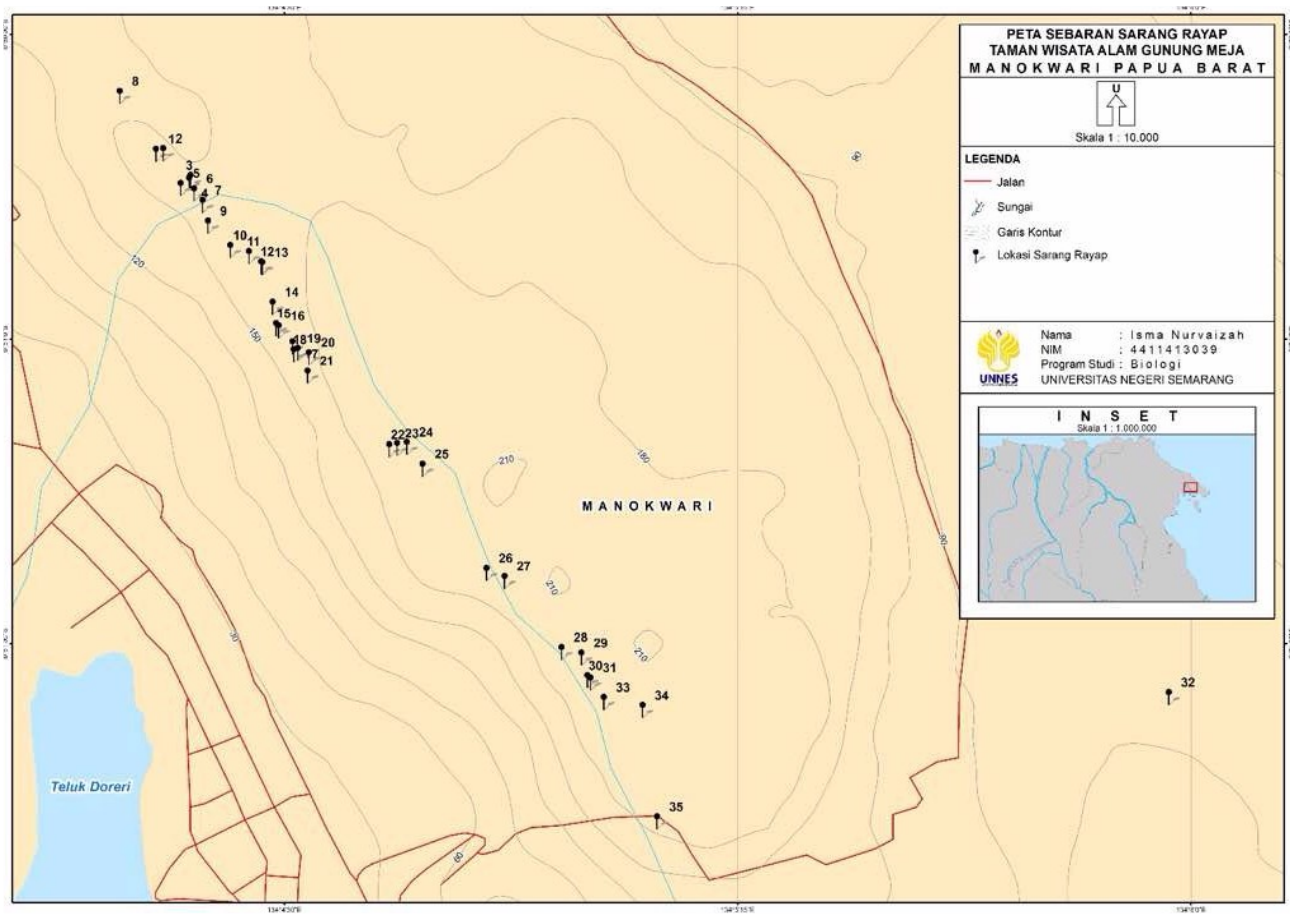 PETA SEBARAN SARANG RAYAP
TAMAN WISATA ALAM GUNUNG MEJA
MANOKWARI PAPUA BARAT
U
Skala 1 : 10.000
LEGENDA
Jalan
Sungai
Garis Kontur
Lokasi Sarang Rayap
Nama : Isma Nurvaizah
NIM : 4411413039
Program Studi : Biologi
UNIVERSITAS NEGERI SEMARANG
UNNES
INSET
Skala 1 : 1.000.000
8
12
3
5
6
4
7
9
10
11
12
13
14
15
16
18
19
20
7
21
22
23
24
25
26
27
28
29
30
31
33
34
32
35
120
150
210
180
210
210
90
90
30
60
MANOKWARI
Teluk Doreri